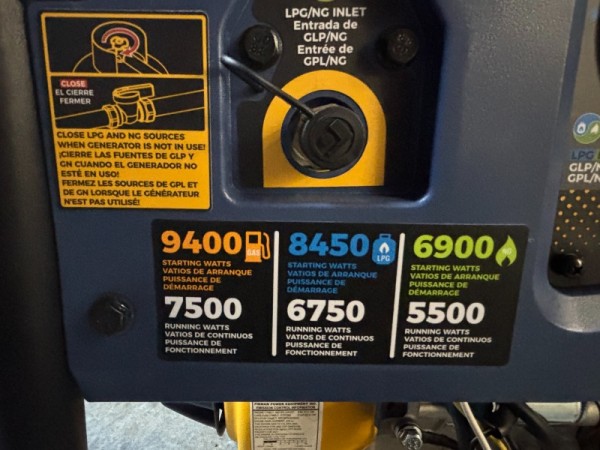 LPG/NG INLET
Entrada de
GLP/NG
Entrée de
GPL/NG
CLOSE
EL CIERRE
FERMER
CLOSE LPG AND NG SOURCES
WHEN GENERATOR IS NOT IN USE!
¡CIERRE LAS FUENTES DE GLP Y
GN CUANDO EL GENERADOR NO
ESTÉ EN USO!
FERMEZ LES SOURCES DE GPL ET
DE GN LORSQUE LE GÉNÉRATEUR
N'EST PAS UTILISÉ!
LPG
GLP/N
GPL/N
9400 GAS
STARTING WATTS
VATIOS DE ARRANQUE
PUISSANCE DE
DÉMARRAGE
7500
RUNNING WATTS
VATIOS DE CONTINUOS
PUISSANCE DE
FONCTIONNEMENT
8450 LPG
STARTING WATTS
VATIOS DE ARRANQUE
PUISSANCE DE
DÉMARRAGE
6750
RUNNING WATTS
VATIOS DE CONTINUOS
PUISSANCE DE
FONCTIONNEMENT
6900 NG
STARTING WATTS
VATIOS DE ARRANQUE
PUISSANCE DE
DÉMARRAGE
5500
RUNNING WATTS
VATIOS DE CONTINUOS
PUISSANCE DE
FONCTIONNEMENT